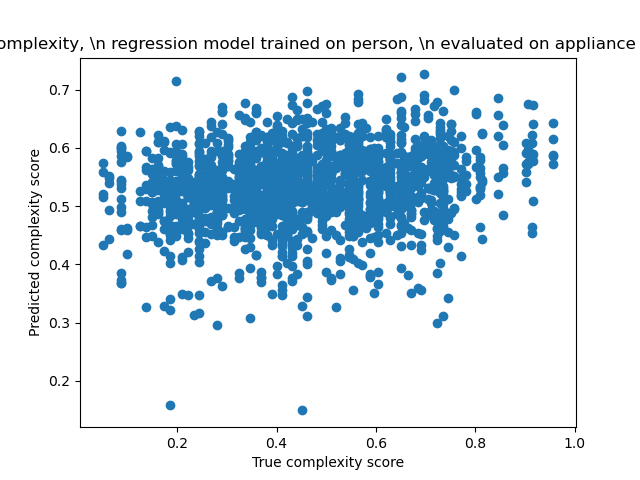 omplexity, \n regression model trained on person, \n evaluated on appliance
0.7
0.6
0.5
0.4
0.3
0.2
Predicted complexity score
0.2 0.4 0.6 0.8 1.0
True complexity score